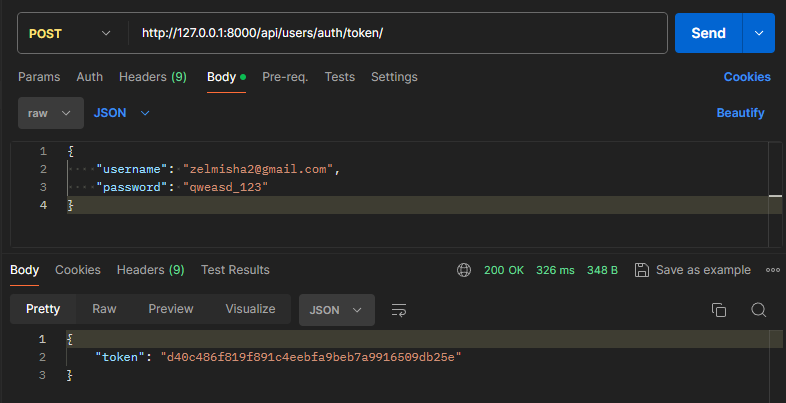 POST http://127.0.0.1:8000/api/users/auth/token/ Send
Params Auth Headers (9) Body Pre-req. Tests Settings Cookies
raw JSON Beautify
1 {
2 "username": "zelmisha2@gmail.com",
3 "password": "qweasd_123"
4 }
Body Cookies Headers (9) Test Results 200 OK 326 ms 348 B Save as example
Pretty Raw Preview Visualize JSON
1 {
2 "token": "d40c486f819f891c4eebfa9beb7a9916509db25e"
3 }